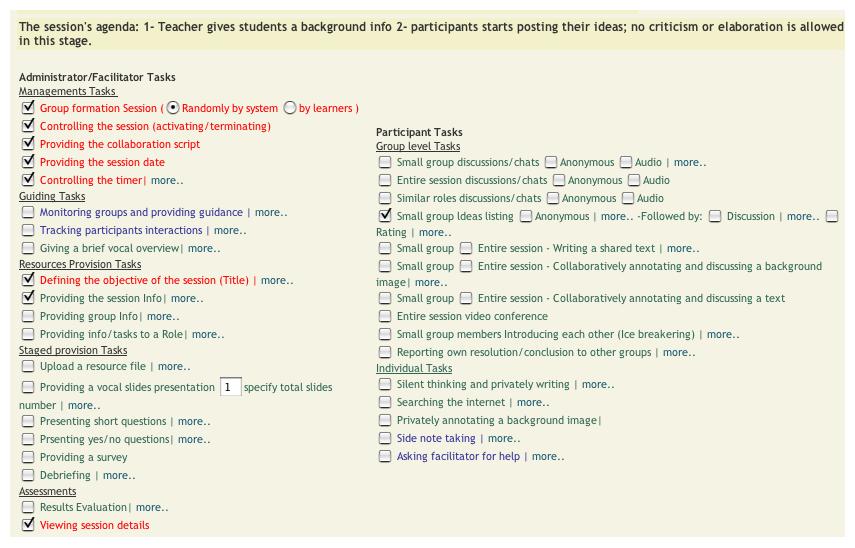 The session's agenda: 1- Teacher gives students a background info 2- participants starts posting their ideas; no criticism or elaboration is allowed
in this stage.
Administrator/Facilitator Tasks
Managements Tasks
Group formation Session ( Randomly by system by learners )
Controlling the session (activating/terminating)
Providing the collaboration script
Providing the session date
Controlling the timer| more..
Guiding Tasks
Monitoring groups and providing guidance | more..
Tracking participants interactions | more..
Giving a brief vocal overview| more..
Resources Provision Tasks
Defining the objective of the session (Title) | more..
Providing the session Info| more..
Providing group Info| more..
Providing info/tasks to a Role| more..
Staged provision Tasks
Upload a resource file | more..
Providing a vocal slides presentation 1 specify total slides
number | more..
Presenting short questions | more..
Prsenting yes/no questions| more..
Providing a survey
Debriefing | more..
Assessments
Results Evaluation| more..
Viewing session details
Participant Tasks
Group level Tasks
Small group discussions/chats Anonymous Audio | more..
Entire session discussions/chats Anonymous Audio
Similar roles discussions/chats Anonymous Audio
Small group Ideas listing Anonymous | more.. -Followed by: Discussion | more..
Rating | more..
Small group Entire session - Writing a shared text | more..
Small group Entire session - Collaboratively annotating and discussing a background
image| more..
Small group Entire session - Collaboratively annotating and discussing a text
Entire session video conference
Small group members Introducing each other (Ice breakering) | more..
Reporting own resolution/conclusion to other groups | more..
Individual Tasks
Silent thinking and privately writing | more..
Searching the internet | more..
Privately annotating a background image|
Side note taking | more..
Asking facilitator for help | more..